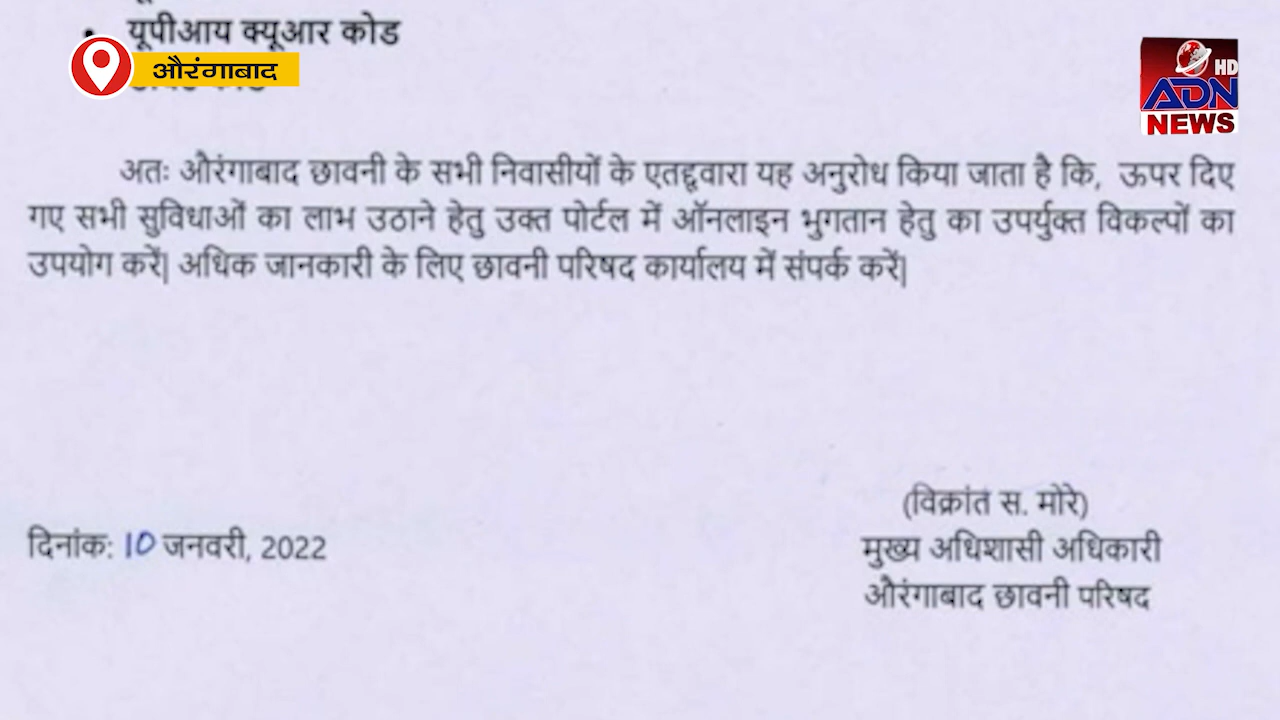 यूपीआय क्यूआर कोड
औरंगाबाद
HD
ADN
NEWS
अतः औरंगाबाद छावनी के सभी निवासीयों के एतद्द्वारा यह अनुरोध किया जाता है कि, ऊपर दिए
गए सभी सुविधाओं का लाभ उठाने हेतु उक्त पोर्टल में ऑनलाइन भुगतान हेतु का उपर्युक्त विकल्पों का
उपयोग करें| अधिक जानकारी के लिए छावनी परिषद कार्यालय में संपर्क करें|
(विक्रांत स. मोरे)
दिनांक: 10 जनवरी, 2022
मुख्य अधिशासी अधिकारी
औरंगाबाद छावनी परिषद